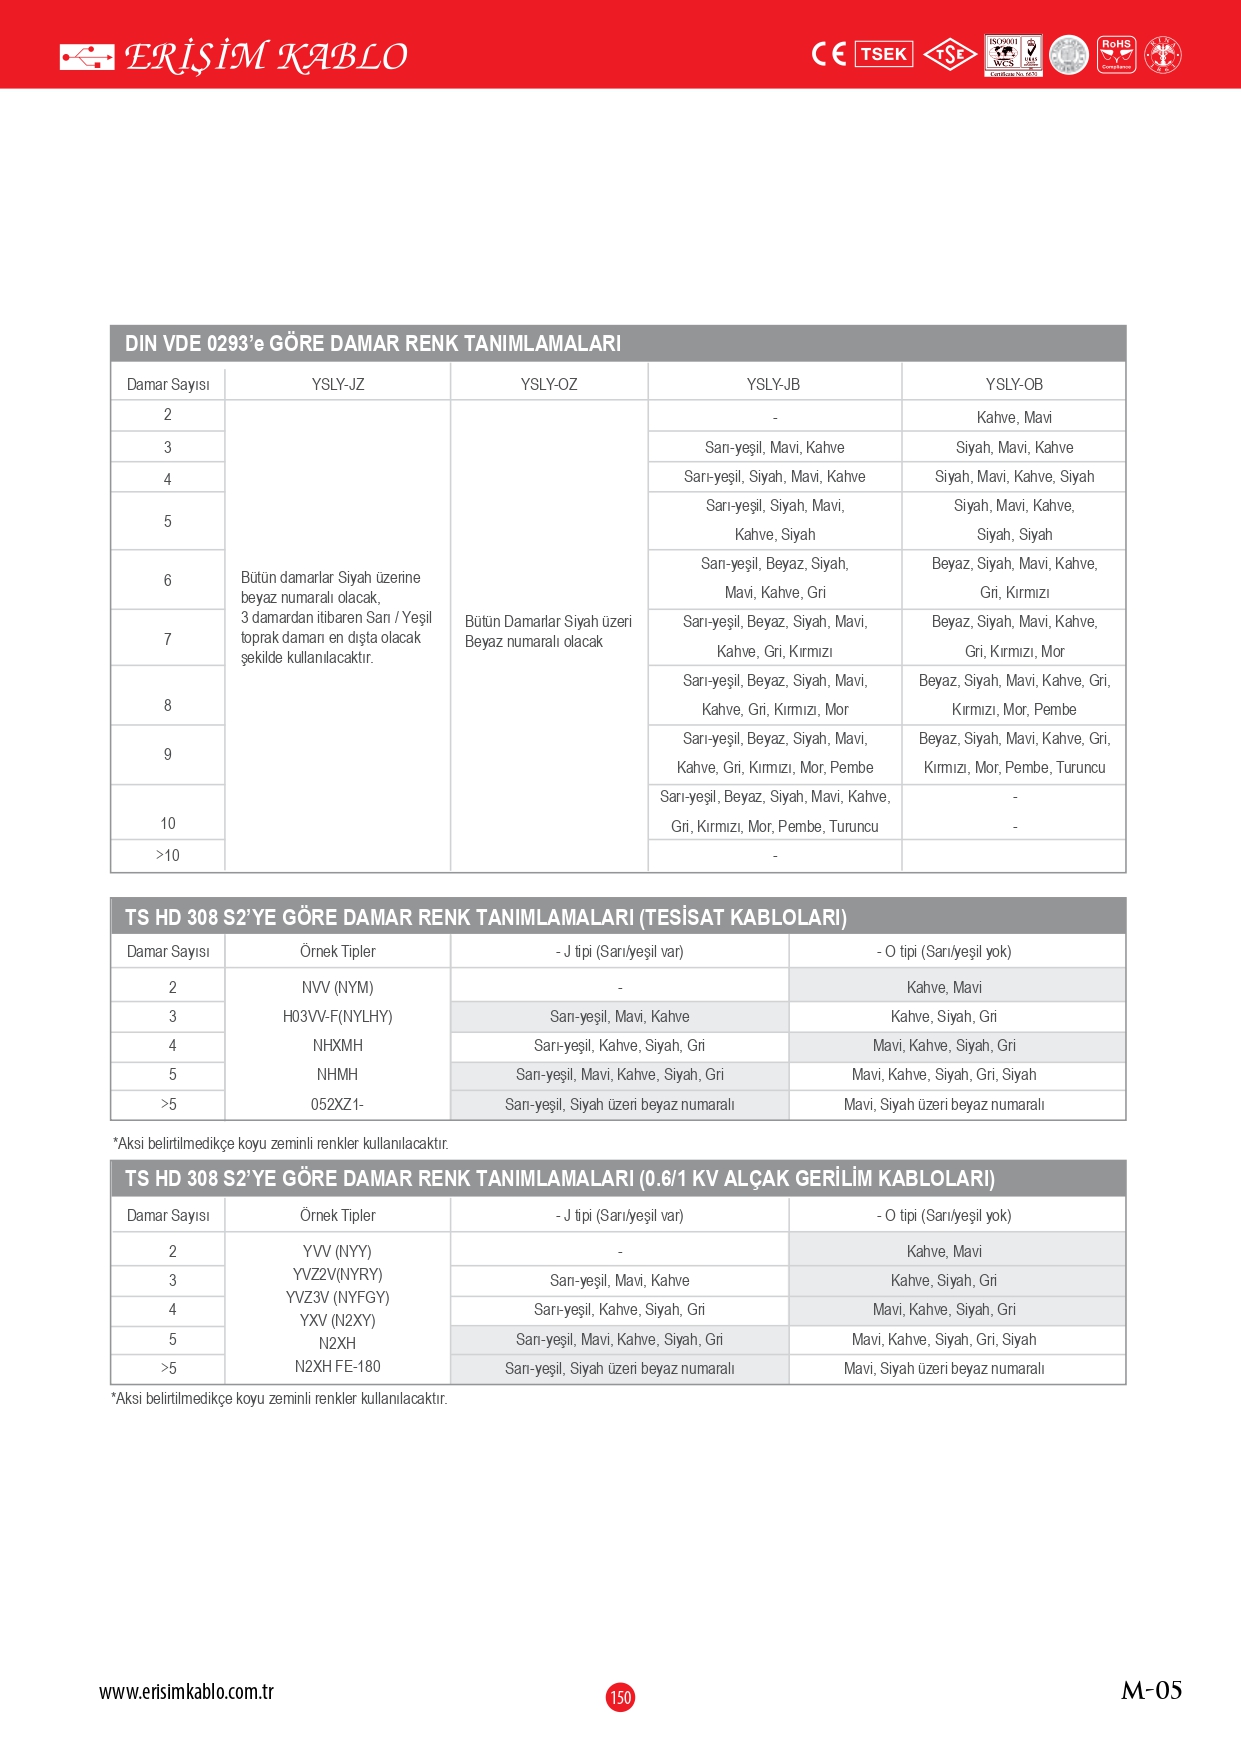 ERİŞİM KABLO
CE TSEK TSE ISO9001 WCS UKAS Certificate No. 6670 RoHS Compliance
DIN VDE 0293’e GÖRE DAMAR RENK TANIMLAMALARI
Damar Sayısı YSLY-JZ YSLY-OZ YSLY-JB YSLY-OB
2 - Kahve, Mavi
3 Sarı-yeşil, Mavi, Kahve Siyah, Mavi, Kahve
4 Sarı-yeşil, Siyah, Mavi, Kahve Siyah, Mavi, Kahve, Siyah
5 Sarı-yeşil, Siyah, Mavi, Siyah, Mavi, Kahve,
Kahve, Siyah Siyah, Siyah
6 Sarı-yeşil, Beyaz, Siyah, Beyaz, Siyah, Mavi, Kahve,
Mavi, Kahve, Gri Gri, Kırmızı
Bütün damarlar Siyah üzerine
beyaz numaralı olacak,
3 damardan itibaren Sarı / Yeşil
toprak damarı en dışta olacak
şekilde kullanılacaktır.
Bütün Damarlar Siyah üzeri
Beyaz numaralı olacak
7 Sarı-yeşil, Beyaz, Siyah, Mavi, Beyaz, Siyah, Mavi, Kahve,
Kahve, Gri, Kırmızı Gri, Kırmızı, Mor
8 Sarı-yeşil, Beyaz, Siyah, Mavi, Beyaz, Siyah, Mavi, Kahve, Gri,
Kahve, Gri, Kırmızı, Mor Kırmızı, Mor, Pembe
9 Sarı-yeşil, Beyaz, Siyah, Mavi, Beyaz, Siyah, Mavi, Kahve, Gri,
Kahve, Gri, Kırmızı, Mor, Pembe Kırmızı, Mor, Pembe, Turuncu
Sarı-yeşil, Beyaz, Siyah, Mavi, Kahve, -
10 Gri, Kırmızı, Mor, Pembe, Turuncu -
>10 -
TS HD 308 S2’YE GÖRE DAMAR RENK TANIMLAMALARI (TESİSAT KABLOLARI)
Damar Sayısı Örnek Tipler - J tipi (Sarı/yeşil var) - O tipi (Sarı/yeşil yok)
2 NVV (NYM) - Kahve, Mavi
3 H03VV-F(NYLHY) Sarı-yeşil, Mavi, Kahve Kahve, Siyah, Gri
4 NHXMH Sarı-yeşil, Kahve, Siyah, Gri Mavi, Kahve, Siyah, Gri
5 NHMH Sarı-yeşil, Mavi, Kahve, Siyah, Gri Mavi, Kahve, Siyah, Gri, Siyah
>5 052XZ1- Sarı-yeşil, Siyah üzeri beyaz numaralı Mavi, Siyah üzeri beyaz numaralı
*Aksi belirtilmedikçe koyu zeminli renkler kullanılacaktır.
TS HD 308 S2’YE GÖRE DAMAR RENK TANIMLAMALARI (0.6/1 KV ALÇAK GERİLİM KABLOLARI)
Damar Sayısı Örnek Tipler - J tipi (Sarı/yeşil var) - O tipi (Sarı/yeşil yok)
2 YVV (NYY) - Kahve, Mavi
3 YVZ2V(NYRY) Sarı-yeşil, Mavi, Kahve Kahve, Siyah, Gri
YVZ3V (NYFGY)
4 YXV (N2XY) Sarı-yeşil, Kahve, Siyah, Gri Mavi, Kahve, Siyah, Gri
5 N2XH Sarı-yeşil, Mavi, Kahve, Siyah, Gri Mavi, Kahve, Siyah, Gri, Siyah
>5 N2XH FE-180 Sarı-yeşil, Siyah üzeri beyaz numaralı Mavi, Siyah üzeri beyaz numaralı
*Aksi belirtilmedikçe koyu zeminli renkler kullanılacaktır.
www.erisimkablo.com.tr 150 M-05